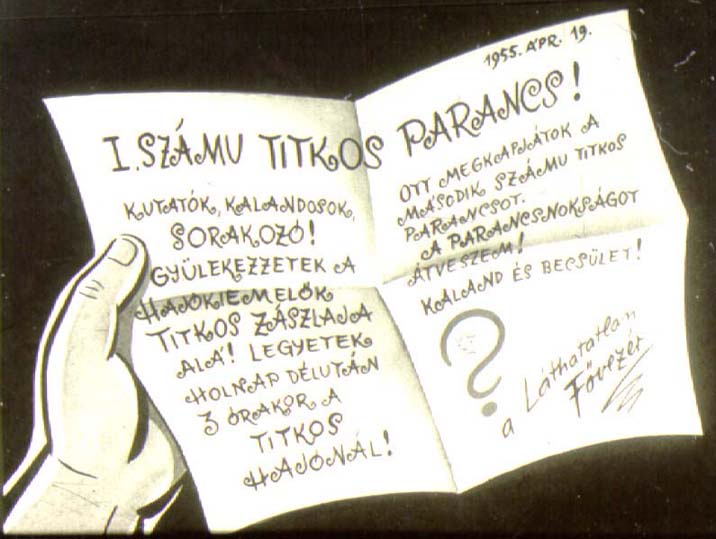 1955. ÁPR. 19.
I. SZÁMU TITKOS PARANCS!
KUTATÓK, KALANDOSOK,
SORAKOZÓ!
GYÜLEKEZZETEK A
HAJÓKIEMELŐK
TITKOS ZÁSZLAJA
ALÁ! LEGYETEK
HOLNAP DÉLUTÁN
3 ÓRAKOR A
TITKOS
HAJÓNÁL!
OTT MEGKAPJÁTOK A
MÁSODIK SZÁMU TITKOS
PARANCSOT.
A PARANCSNOKSÁGOT
ÁTVESZEM!
KALAND ÉS BECSÜLET!
?
a Láthatatlan
Fővezér